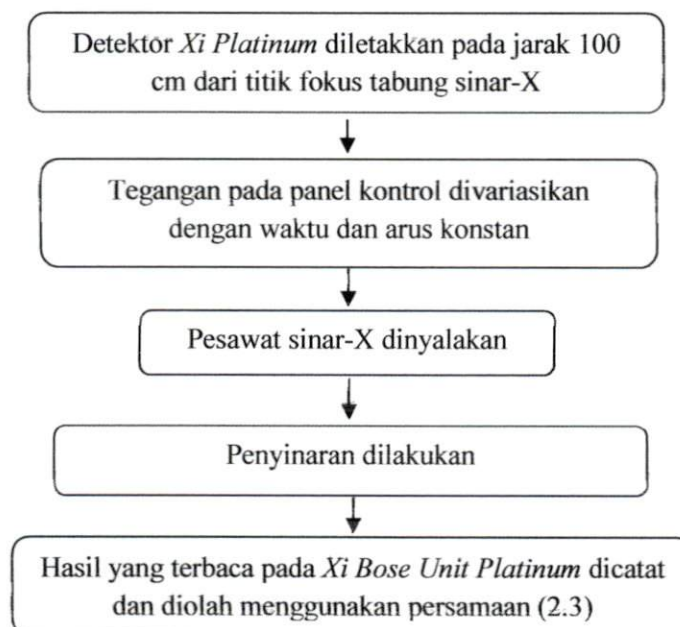 Detektor Xi Platinum diletakkan pada jarak 100
cm dari titik fokus tabung sinar-X
Tegangan pada panel kontrol divariasikan
dengan waktu dan arus konstan
Pesawat sinar-X dinyalakan
Penyinaran dilakukan
Hasil yang terbaca pada Xi Bose Unit Platinum dicatat
dan diolah menggunakan persamaan (2.3)